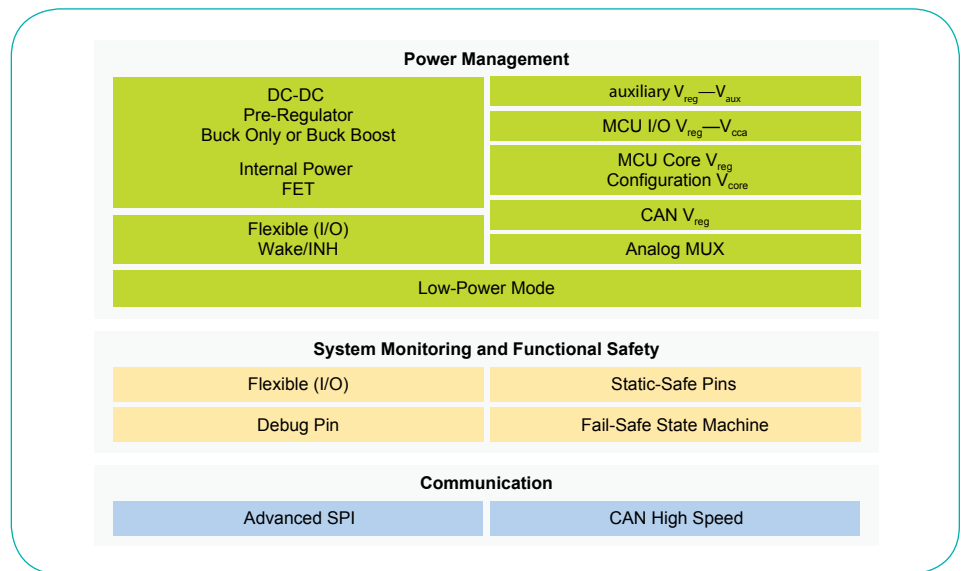 Power Management
DC-DC
Pre-Regulator
Buck Only or Buck Boost
Internal Power
FET
Flexible (I/O)
Wake/INH
auxiliary Vreg—Vaux
MCU I/O Vreg—Vcca
MCU Core Vreg
Configuration Vcore
CAN Vreg
Analog MUX
Low-Power Mode
System Monitoring and Functional Safety
Flexible (I/O)
Static-Safe Pins
Debug Pin
Fail-Safe State Machine
Communication
Advanced SPI
CAN High Speed